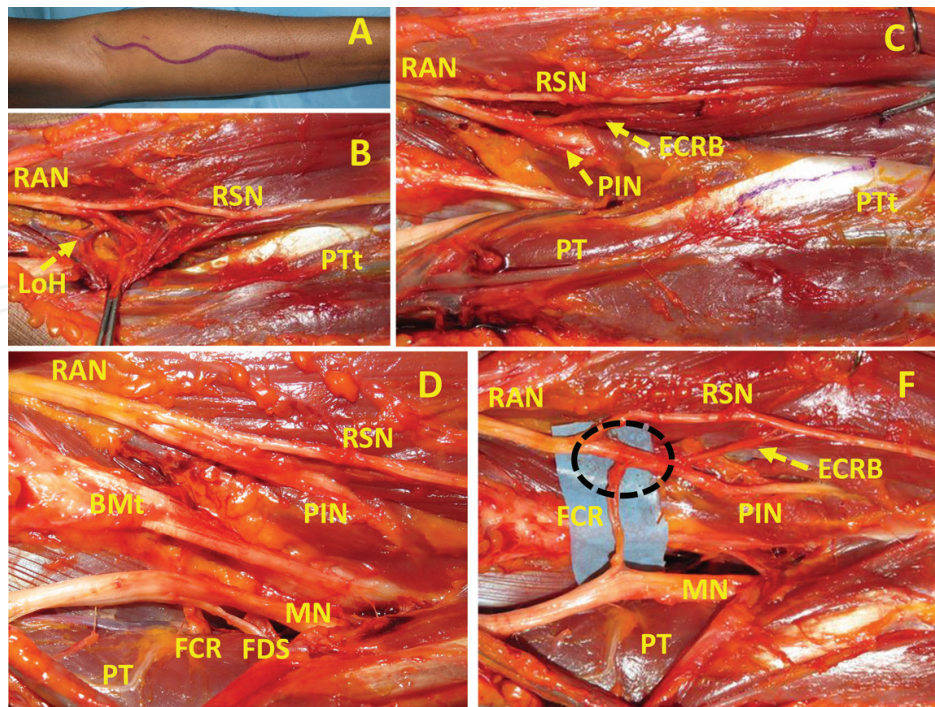 A
B
RAN
RSN
LoH
PTt
C
RAN
RSN
ECRB
PIN
PTt
PT
D
RAN
RSN
BMt
PIN
MN
FCR
FDS
PT
F
RSN
RAN
ECRB
FCR
PIN
MN
PT